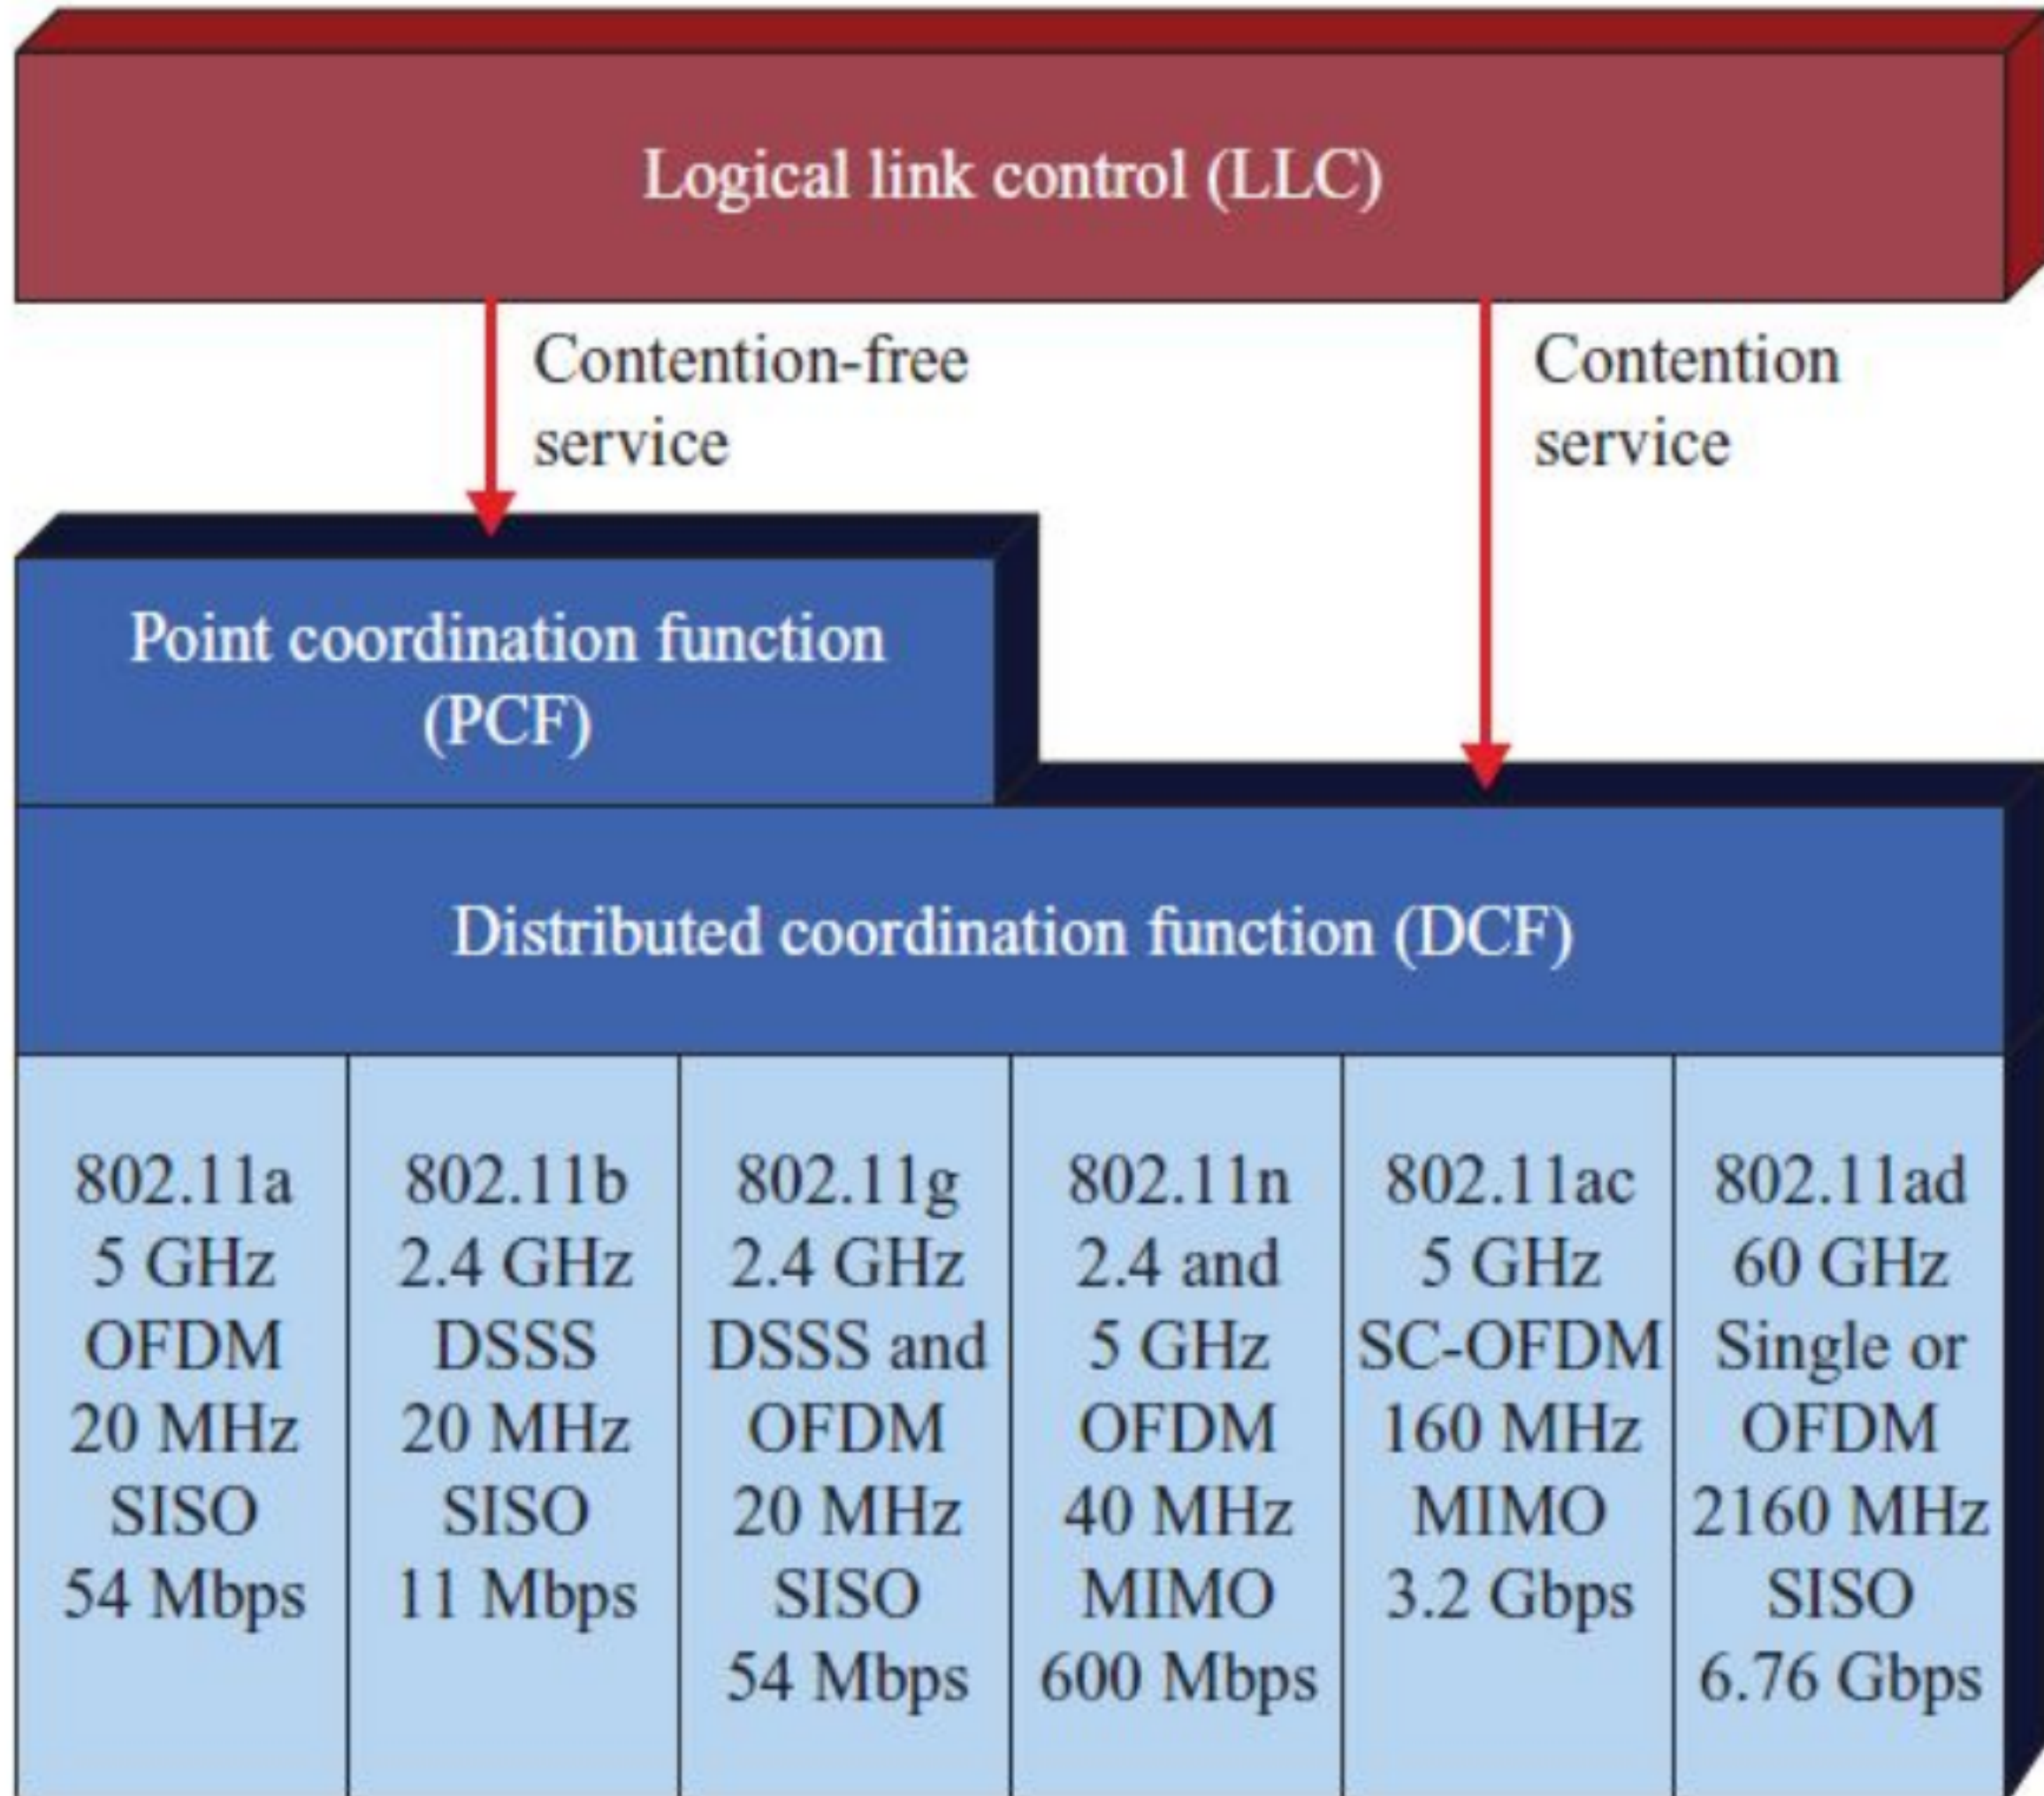 Logical link control (LLC)
Contention-free
service
Contention
service
Point coordination function
(PCF)
Distributed coordination function (DCF)
802.11a
5 GHz
OFDM
20 MHz
SISO
54 Mbps
802.11b
2.4 GHz
DSSS
20 MHz
SISO
11 Mbps
802.11g
2.4 GHz
DSSS and
OFDM
20 MHz
SISO
54 Mbps
802.11n
2.4 and
5 GHz
OFDM
40 MHz
MIMO
600 Mbps
802.11ac
5 GHz
SC-OFDM
160 MHz
MIMO
3.2 Gbps
802.11ad
60 GHz
Single or
OFDM
2160 MHz
SISO
6.76 Gbps